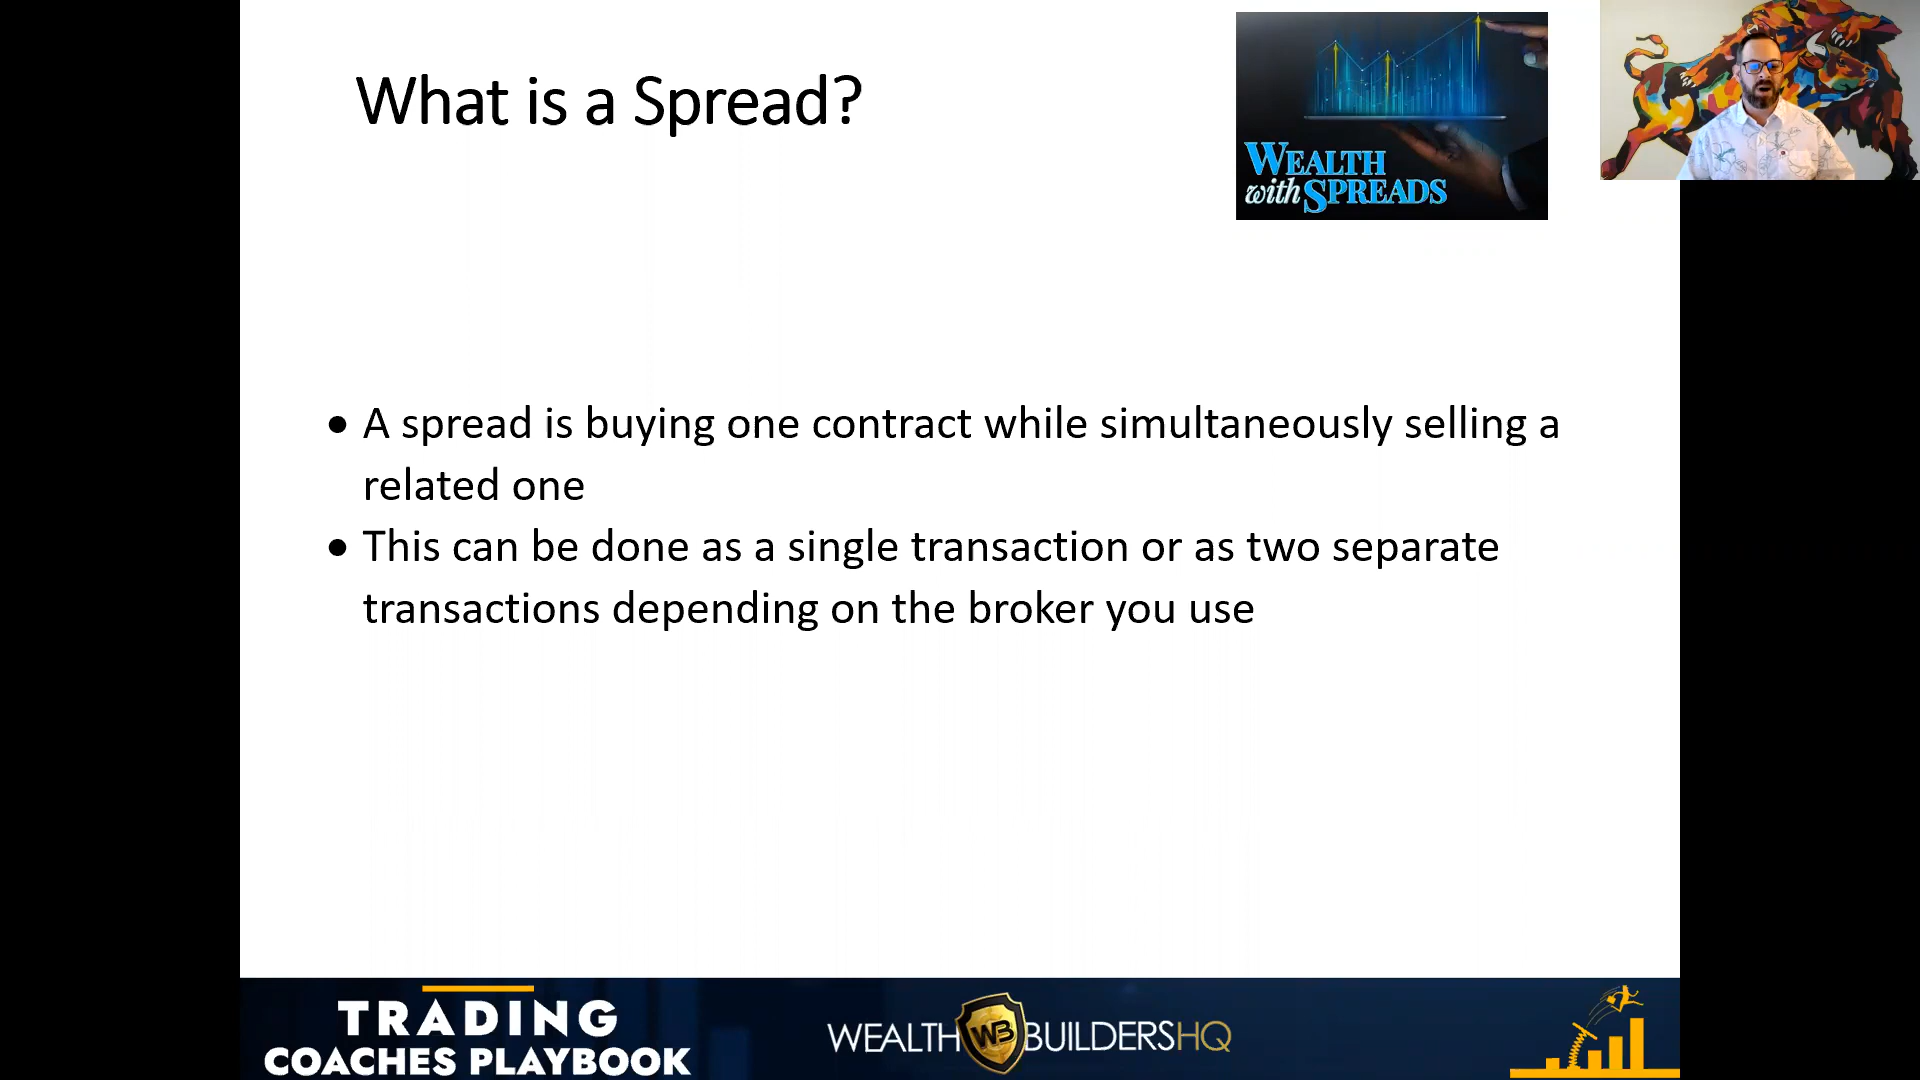 What is a Spread?
WEALTH
with SPREADS
• A spread is buying one contract while simultaneously selling a
related one
• This can be done as a single transaction or as two separate
transactions depending on the broker you use
TRADING
COACHES PLAYBOOK
WEALTH WB BUILDERSHQ